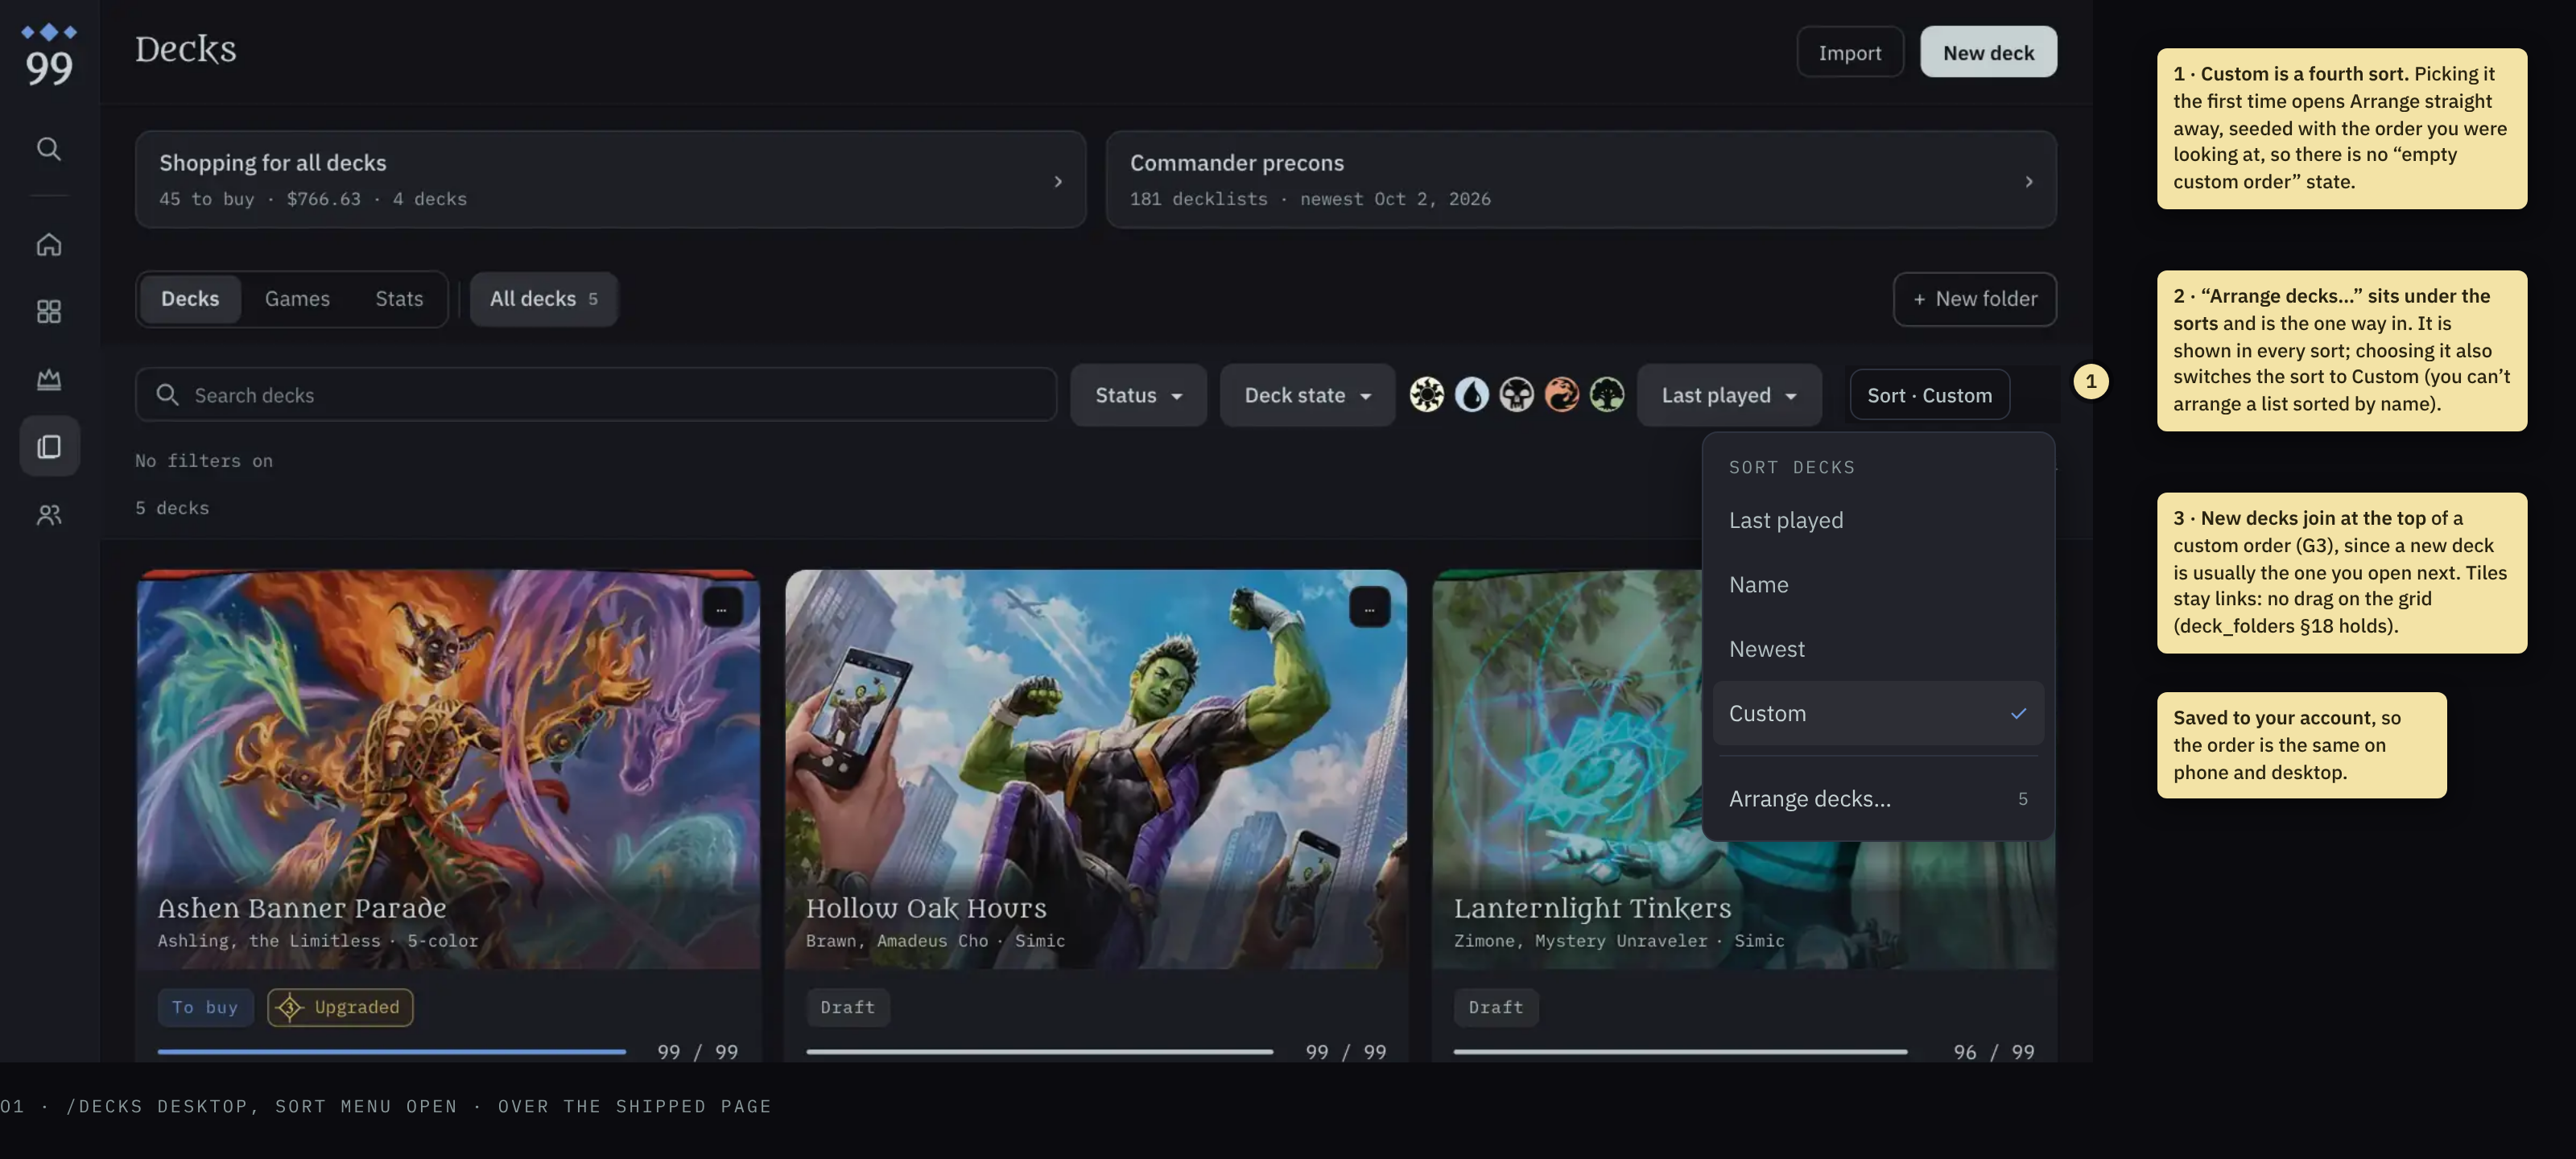 99
Decks
Import
New deck
Shopping for all decks
45 to buy · $766.63 · 4 decks
Commander precons
181 decklists · newest Oct 2, 2026
Decks
Games
Stats
All decks 5
+ New folder
Search decks
Status
Deck state
Last played
Sort · Custom
1
No filters on
5 decks
SORT DECKS
Last played
Name
Newest
Custom
Arrange decks… 5
Ashen Banner Parade
Ashling, the Limitless · 5-color
To buy
3 Upgraded
99 / 99
Hollow Oak Hours
Brawn, Amadeus Cho · Simic
Draft
99 / 99
Lanternlight Tinkers
Zimone, Mystery Unraveler · Simic
Draft
96 / 99
1 · Custom is a fourth sort. Picking it
the first time opens Arrange straight
away, seeded with the order you were
looking at, so there is no “empty
custom order” state.
2 · “Arrange decks…” sits under the
sorts and is the one way in. It is
shown in every sort; choosing it also
switches the sort to Custom (you can’t
arrange a list sorted by name).
3 · New decks join at the top of a
custom order (G3), since a new deck
is usually the one you open next. Tiles
stay links: no drag on the grid
(deck_folders §18 holds).
Saved to your account, so
the order is the same on
phone and desktop.
01 · /DECKS DESKTOP, SORT MENU OPEN · OVER THE SHIPPED PAGE